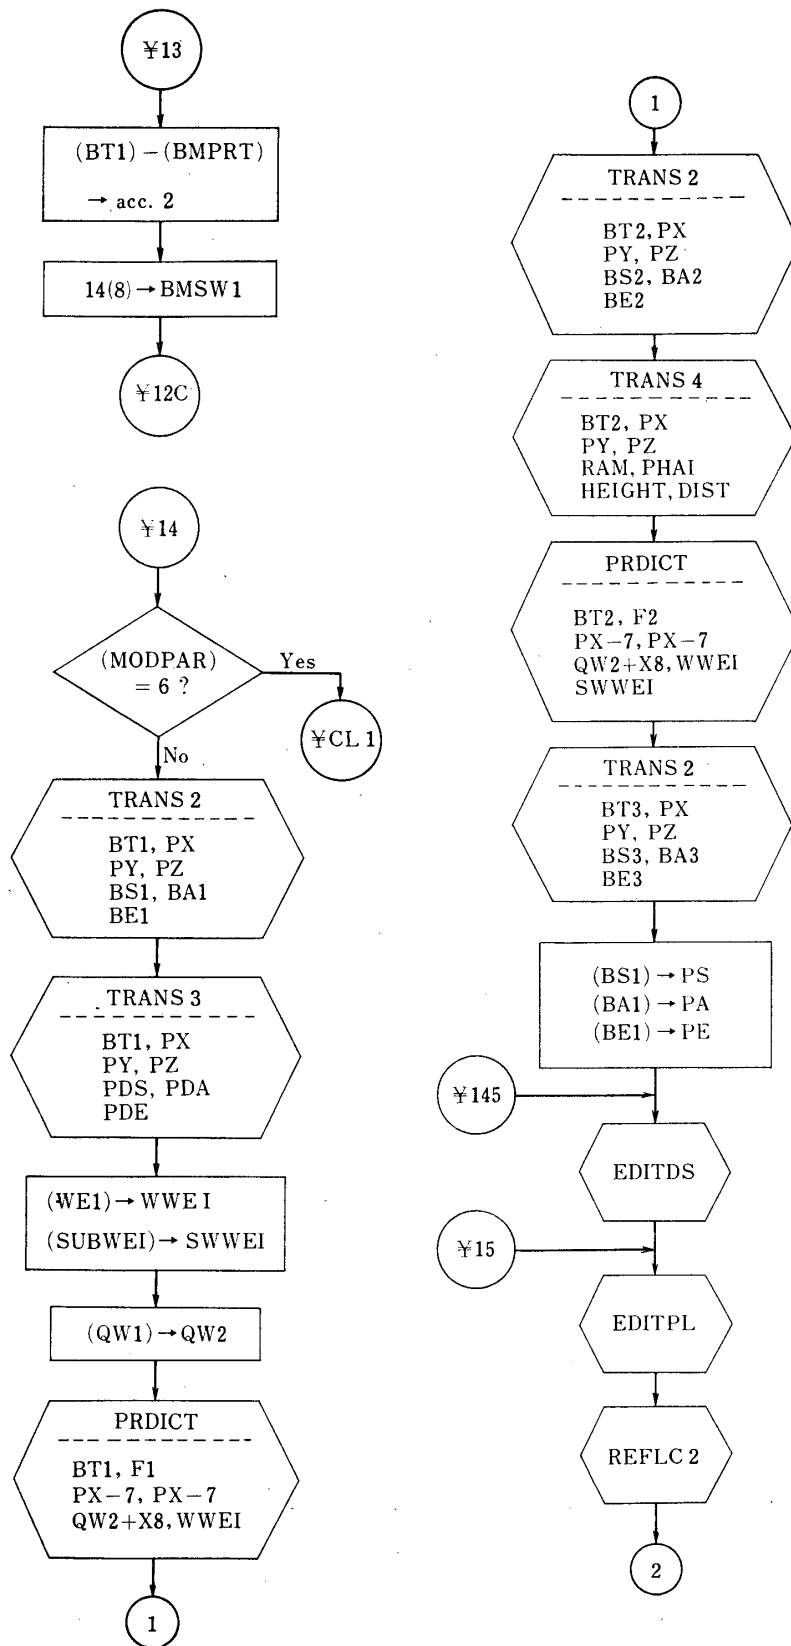 ¥13
(BT1) − (BMPRT)
→ acc. 2
14(8) → BMSW1
¥12C
¥14
(MODPAR)
= 6 ?
Yes
¥CL 1
No
TRANS 2
BT1, PX
PY, PZ
BS1, BA1
BE1
TRANS 3
BT1, PX
PY, PZ
PDS, PDA
PDE
(WE1) → WWEI
(SUBWEI) → SWWEI
(QW1) → QW2
PRDICT
BT1, F1
PX−7, PX−7
QW2+X8, WWEI
1
1
TRANS 2
BT2, PX
PY, PZ
BS2, BA2
BE2
TRANS 4
BT2, PX
PY, PZ
RAM, PHAI
HEIGHT, DIST
PRDICT
BT2, F2
PX−7, PX−7
QW2+X8, WWEI
SWWEI
TRANS 2
BT3, PX
PY, PZ
BS3, BA3
BE3
(BS1) → PS
(BA1) → PA
(BE1) → PE
¥145
EDITDS
¥15
EDITPL
REFLC 2
2